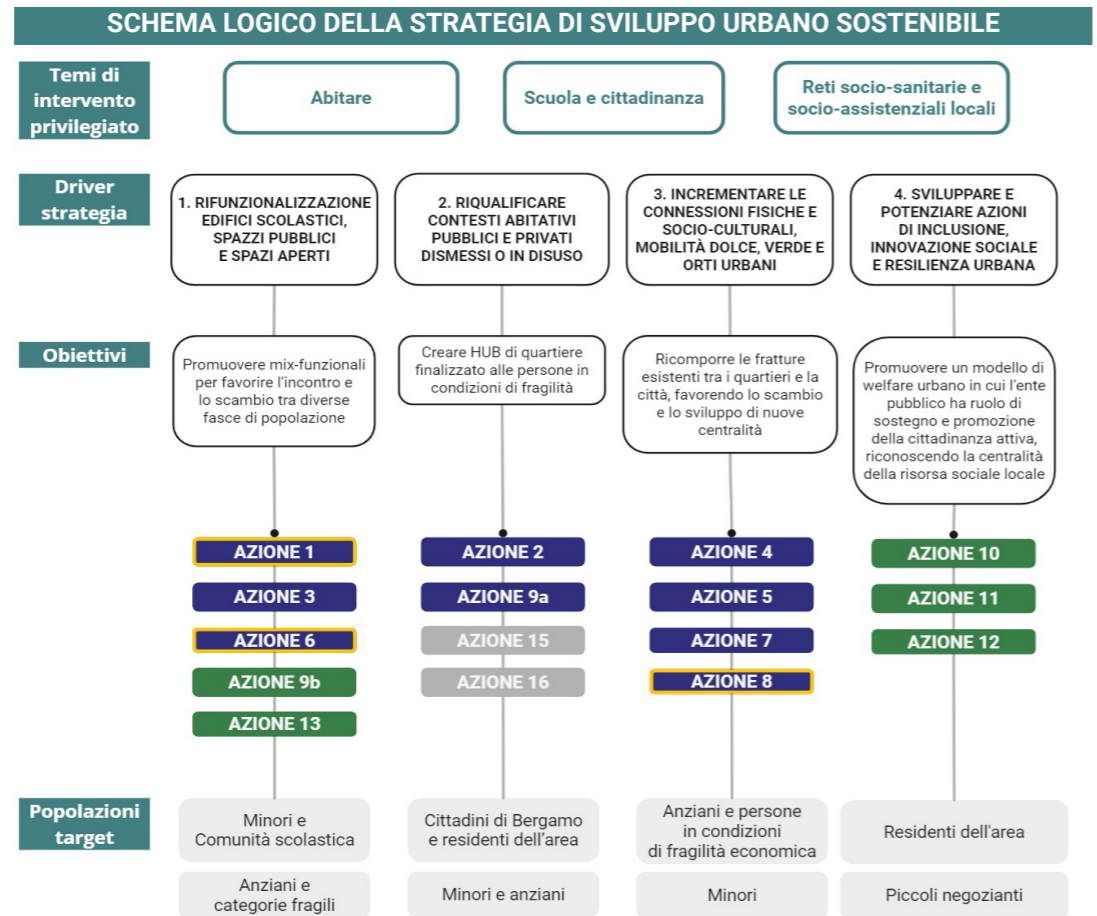 SCHEMA LOGICO DELLA STRATEGIA DI SVILUPPO URBANO SOSTENIBILE
Temi di
intervento
privilegiato
Abitare
Scuola e cittadinanza
Reti socio-sanitarie e
socio-assistenziali locali
Driver
strategia
1. RIFUNZIONALIZZAZIONE
EDIFICI SCOLASTICI,
SPAZZI PUBBLICI
E SPAZI APERTI
2. RIQUALIFICARE
CONTESTI ABITATIVI
PUBBLICI E PRIVATI
DISMESSI O IN DISUSO
3. INCREMENTARE LE
CONNESSIONI FISICHE E
SOCIO-CULTURALI,
MOBILITÀ DOLCE, VERDE E
ORTI URBANI
4. SVILUPPARE E
POTENZIARE AZIONI
DI INCLUSIONE,
INNOVAZIONE SOCIALE
E RESILIENZA URBANA
Obiettivi
Promuovere mix-funzionali
per favorire l'incontro e
lo scambio tra diverse
fasce di popolazione
Creare HUB di quartiere
finalizzato alle persone in
condizioni di fragilità
Ricomporre le fratture
esistenti tra i quartieri e la
città, favorendo lo scambio
e lo sviluppo di nuove
centralità
Promuovere un modello di
welfare urbano in cui l'ente
pubblico ha ruolo di
sostegno e promozione
della cittadinanza attiva,
riconoscendo la centralità
della risorsa sociale locale
AZIONE 1
AZIONE 3
AZIONE 6
AZIONE 9b
AZIONE 13
AZIONE 2
AZIONE 9a
AZIONE 15
AZIONE 16
AZIONE 4
AZIONE 5
AZIONE 7
AZIONE 8
AZIONE 10
AZIONE 11
AZIONE 12
Popolazioni
target
Minori e
Comunità scolastica
Cittadini di Bergamo
e residenti dell'area
Anziani e persone
in condizioni
di fragilità economica
Residenti dell'area
Anziani e
categorie fragili
Minori e anziani
Minori
Piccoli negozianti